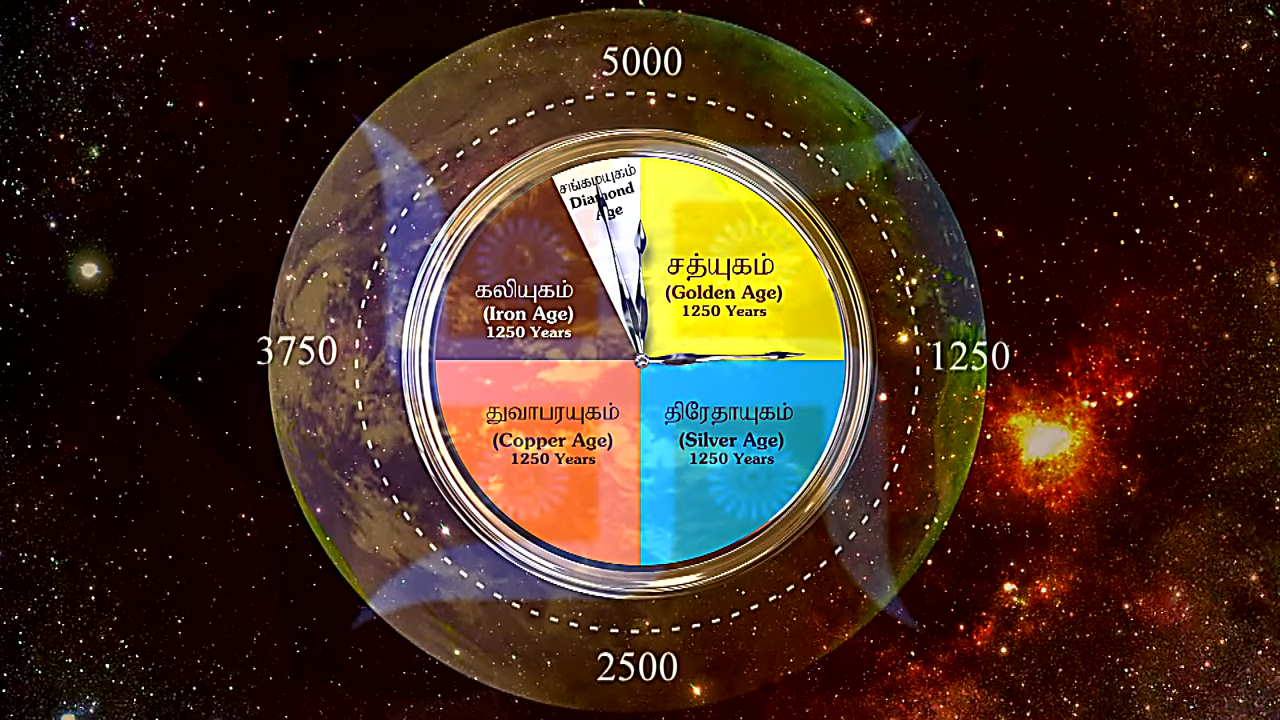 5000
சங்கமயுகம்
Diamond
Age
சத்யுகம்
(Golden Age)
1250 Years
கலியுகம்
(Iron Age)
1250 Years
3750
1250
துவாபரயுகம்
(Copper Age)
1250 Years
திரேதாயுகம்
(Silver Age)
1250 Years
2500